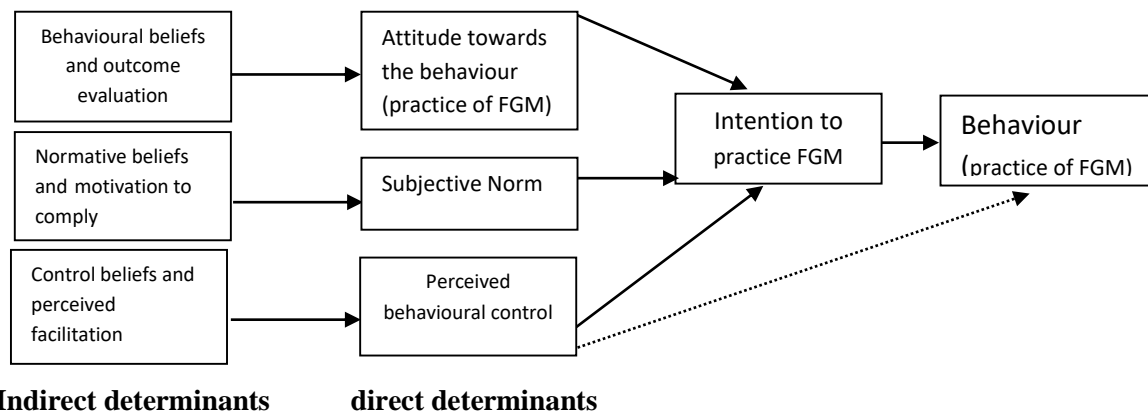 Behavioural beliefs
and outcome
evaluation
Attitude towards
the behaviour
(practice of FGM)
Normative beliefs
and motivation to
comply
Subjective Norm
Control beliefs and
perceived
facilitation
Perceived
behavioural control
Intention to
practice FGM
Behaviour
(practice of FGM)
Indirect determinants
direct determinants